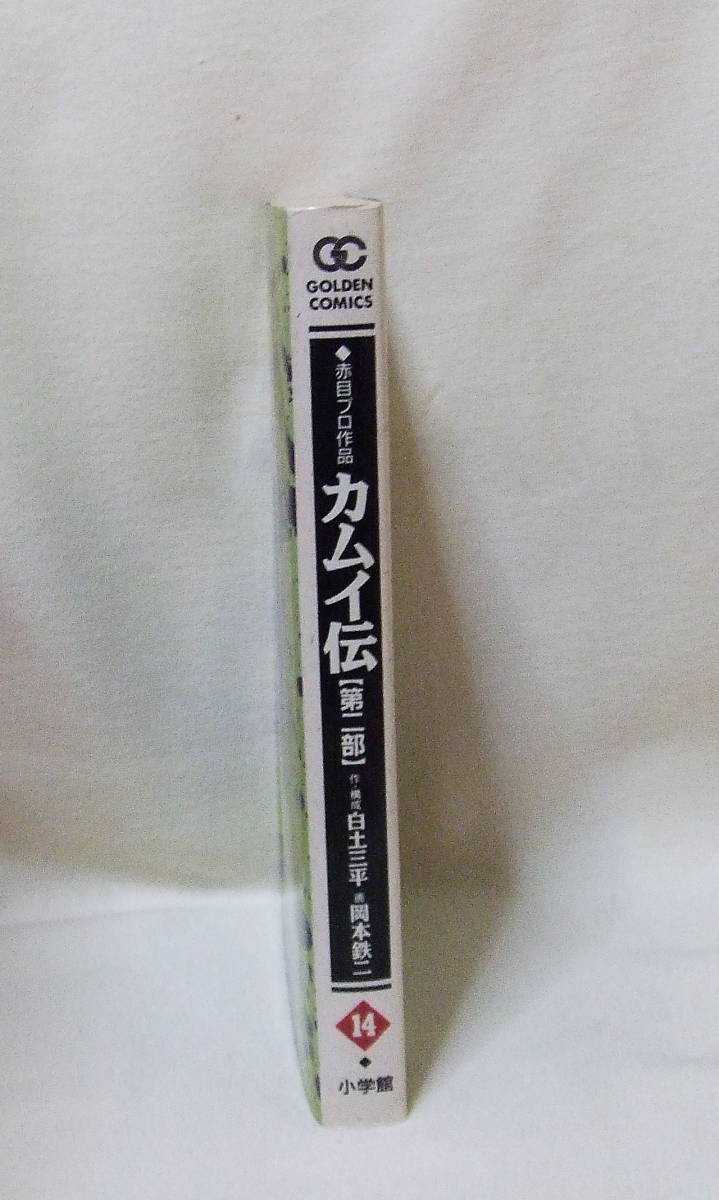 GC
GOLDEN
COMICS
◆赤目プロ作品
カムイ伝
【第二部】
作・構成 白土三平 画 岡本鉄二
14
小学館